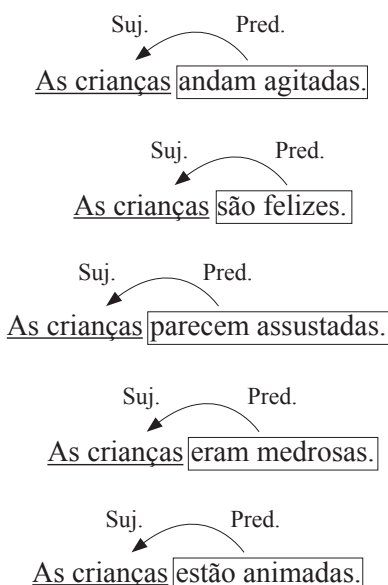 Suj. Pred.
As crianças andam agitadas.
Suj. Pred.
As crianças são felizes.
Suj. Pred.
As crianças parecem assustadas.
Suj. Pred.
As crianças eram medrosas.
Suj. Pred.
As crianças estão animadas.